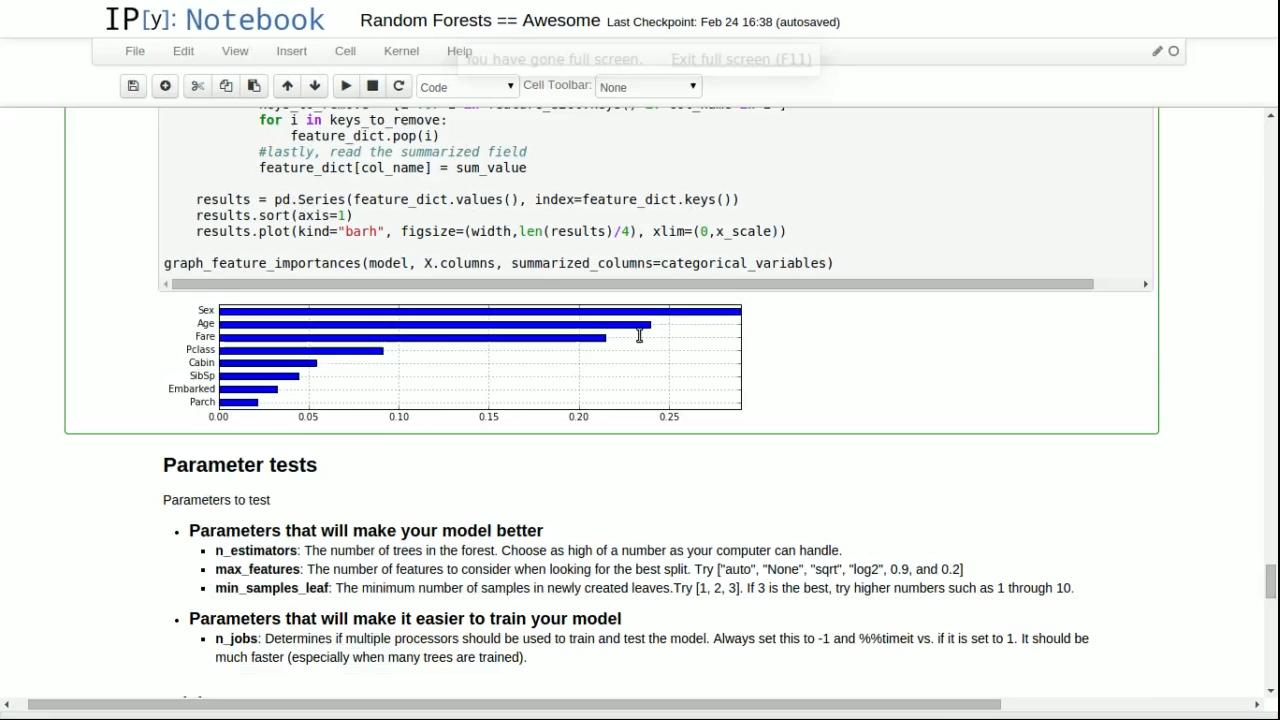 IP[y]: Notebook Random Forests == Awesome Last Checkpoint: Feb 24 16:38 (autosaved)
File Edit View Insert Cell Kernel Help
You have gone full screen. Exit full screen (F11)
Code Cell Toolbar: None
for i in keys_to_remove:
feature_dict.pop(i)
#lastly, read the summarized field
feature_dict[col_name] = sum_value
results = pd.Series(feature_dict.values(), index=feature_dict.keys())
results.sort(axis=1)
results.plot(kind="barh", figsize=(width,len(results)/4), xlim=(0,x_scale))
graph_feature_importances(model, X.columns, summarized_columns=categorical_variables)
Sex
Age
Fare
Pclass
Cabin
SibSp
Embarked
Parch
0.00 0.05 0.10 0.15 0.20 0.25
Parameter tests
Parameters to test
• Parameters that will make your model better
▪ n_estimators: The number of trees in the forest. Choose as high of a number as your computer can handle.
▪ max_features: The number of features to consider when looking for the best split. Try ["auto", "None", "sqrt", "log2", 0.9, and 0.2]
▪ min_samples_leaf: The minimum number of samples in newly created leaves.Try [1, 2, 3]. If 3 is the best, try higher numbers such as 1 through 10.
• Parameters that will make it easier to train your model
▪ n_jobs: Determines if multiple processors should be used to train and test the model. Always set this to -1 and %%timeit vs. if it is set to 1. It should be
much faster (especially when many trees are trained).